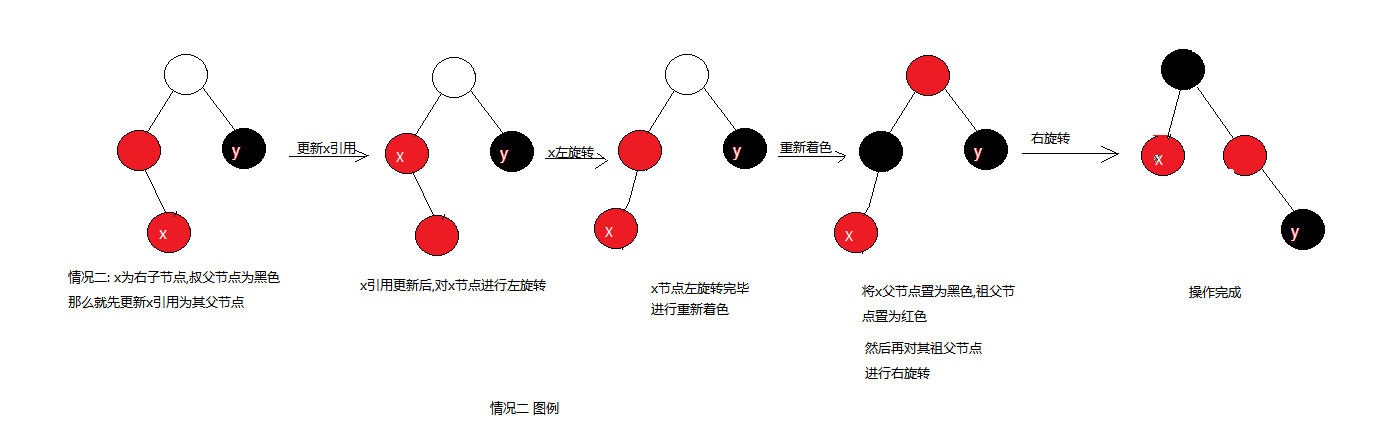 y
更新x引用
x
y
x左旋转
y
重新着色
y
右旋转
x
x
x
x
y
x
情况二: x为右子节点,叔父节点为黑色
那么就先更新x引用为其父节点
x引用更新后,对x节点进行左旋转
x节点左旋转完毕
进行重新着色
将x父节点置为黑色,祖父节
点置为红色
然后再对其祖父节点
进行右旋转
操作完成
情况二 图例